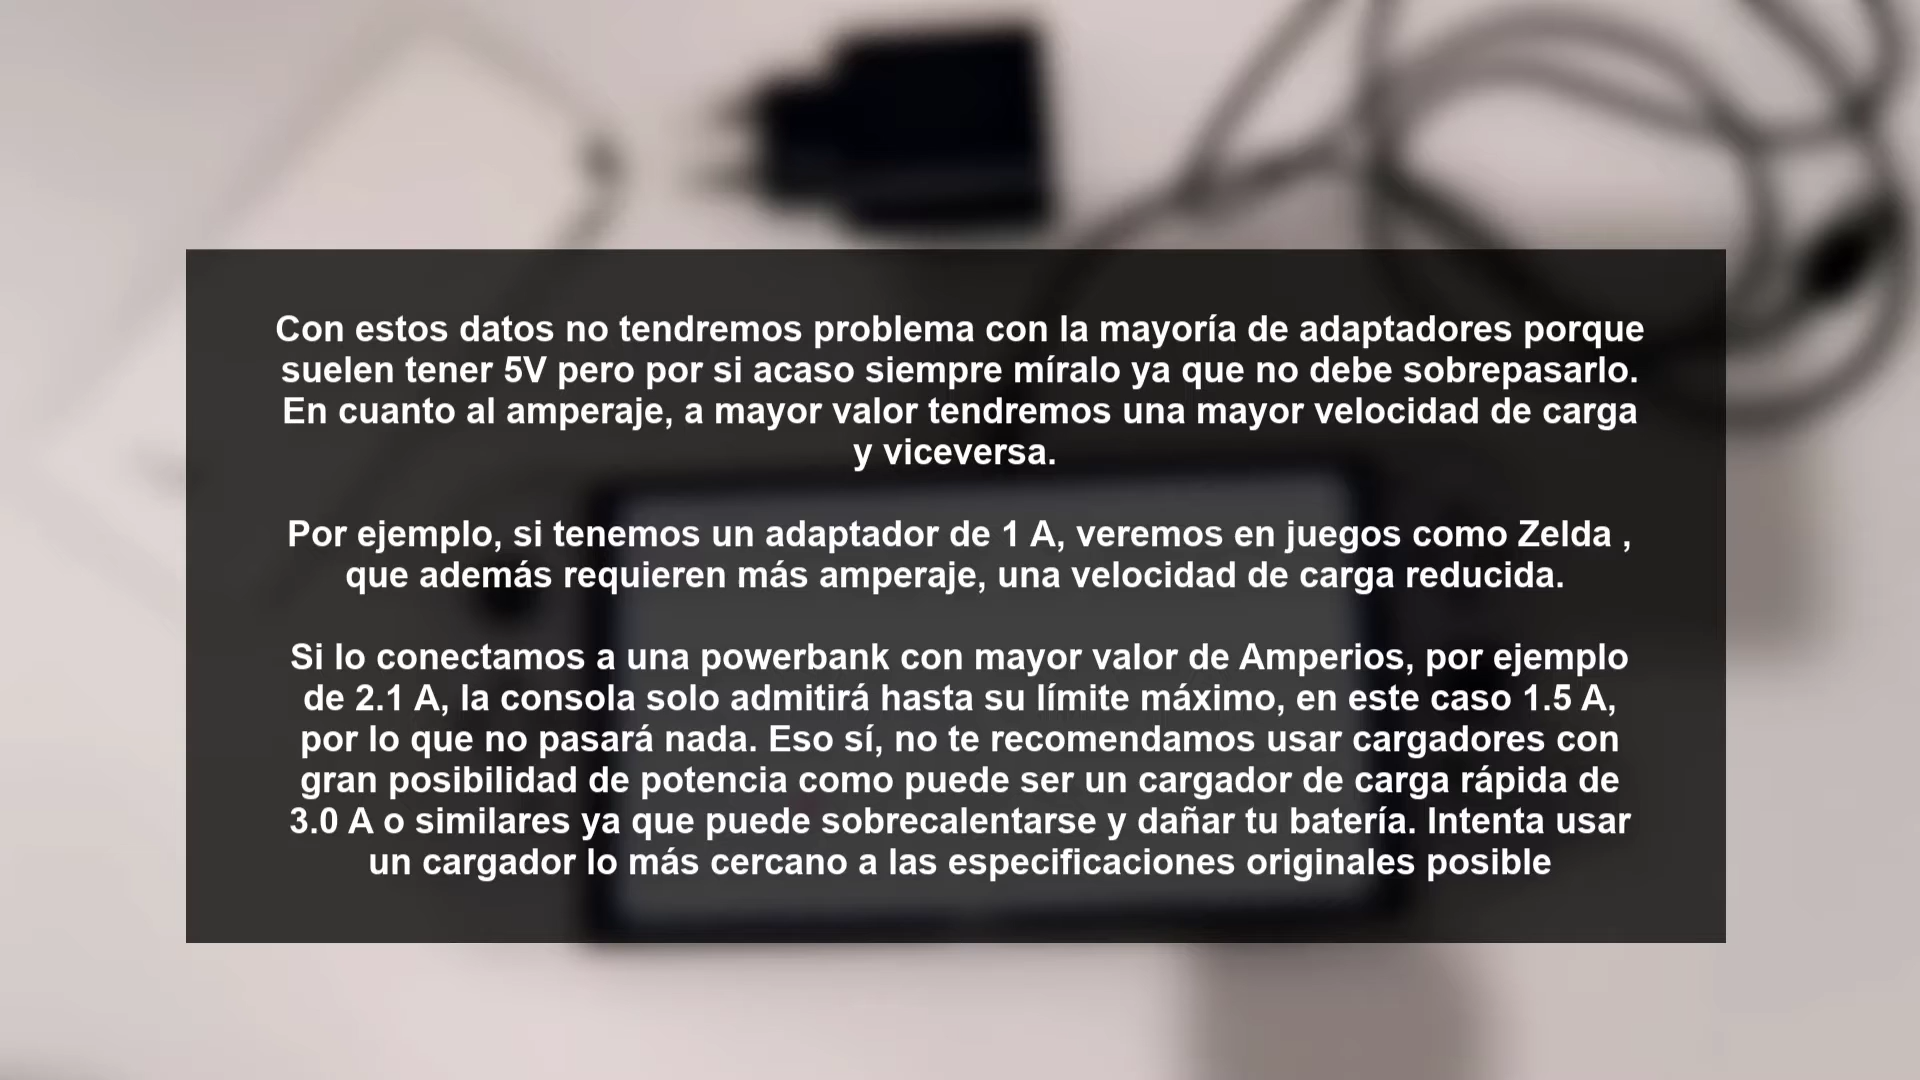 Con estos datos no tendremos problema con la mayoría de adaptadores porque
suelen tener 5V pero por si acaso siempre míralo ya que no debe sobrepasarlo.
En cuanto al amperaje, a mayor valor tendremos una mayor velocidad de carga
y viceversa.
Por ejemplo, si tenemos un adaptador de 1 A, veremos en juegos como Zelda ,
que además requieren más amperaje, una velocidad de carga reducida.
Si lo conectamos a una powerbank con mayor valor de Amperios, por ejemplo
de 2.1 A, la consola solo admitirá hasta su límite máximo, en este caso 1.5 A,
por lo que no pasará nada. Eso sí, no te recomendamos usar cargadores con
gran posibilidad de potencia como puede ser un cargador de carga rápida de
3.0 A o similares ya que puede sobrecalentarse y dañar tu batería. Intenta usar
un cargador lo más cercano a las especificaciones originales posible